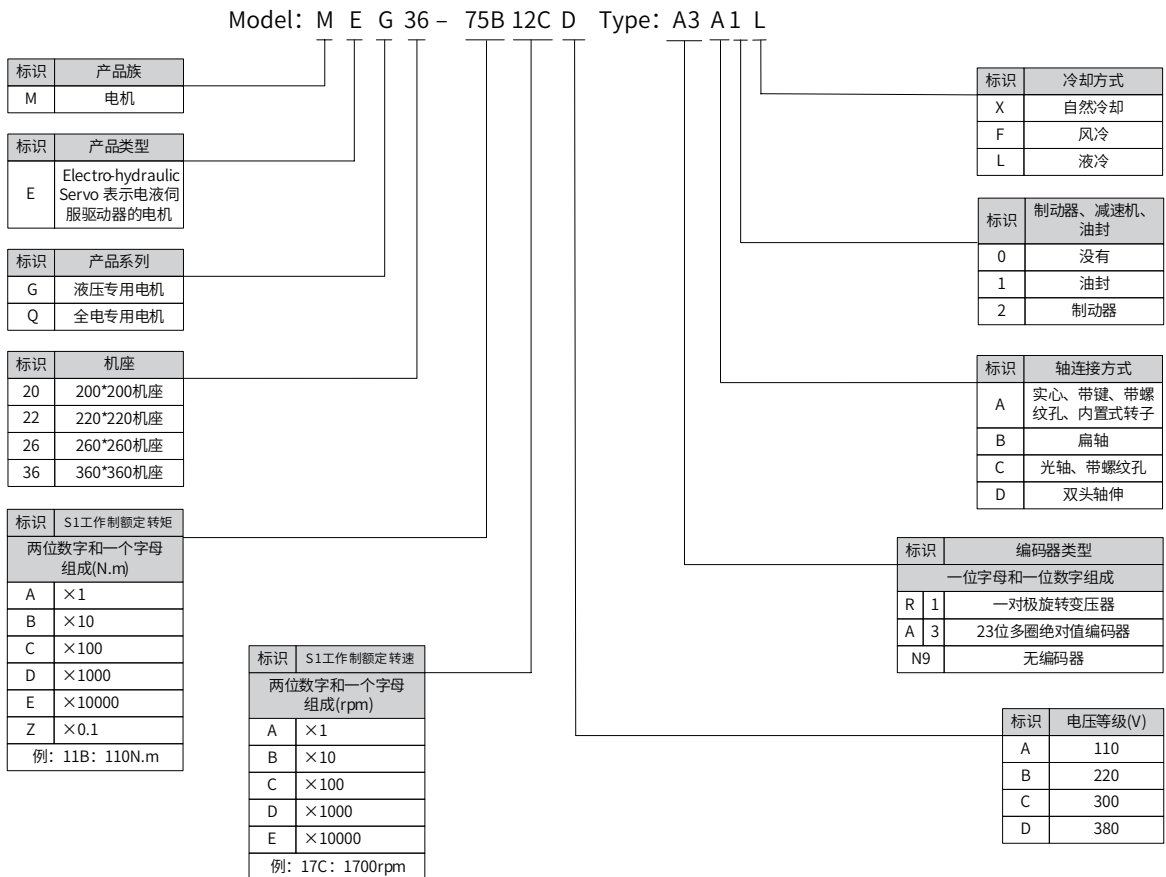 Model: M E G 36 – 75B 12C D Type: A3 A 1 L
标识 产品族
M 电机
标识 产品类型
E Electro-hydraulic
Servo 表示电液伺
服驱动器的电机
标识 产品系列
G 液压专用电机
Q 全电专用电机
标识 机座
20 200*200机座
22 220*220机座
26 260*260机座
36 360*360机座
标识 S1工作制额定转矩
两位数字和一个字母
组成(N.m)
A ×1
B ×10
C ×100
D ×1000
E ×10000
Z ×0.1
例：11B：110N.m
标识 S1工作制额定转速
两位数字和一个字母
组成(rpm)
A ×1
B ×10
C ×100
D ×1000
E ×10000
例：17C：1700rpm
标识 冷却方式
X 自然冷却
F 风冷
L 液冷
标识 制动器、减速机、
油封
0 没有
1 油封
2 制动器
标识 轴连接方式
A 实心、带键、带螺
纹孔、内置式转子
B 扁轴
C 光轴、带螺纹孔
D 双头轴伸
标识 编码器类型
一位字母和一位数字组成
R 1 一对极旋转变压器
A 3 23位多圈绝对值编码器
N9 无编码器
标识 电压等级(V)
A 110
B 220
C 300
D 380